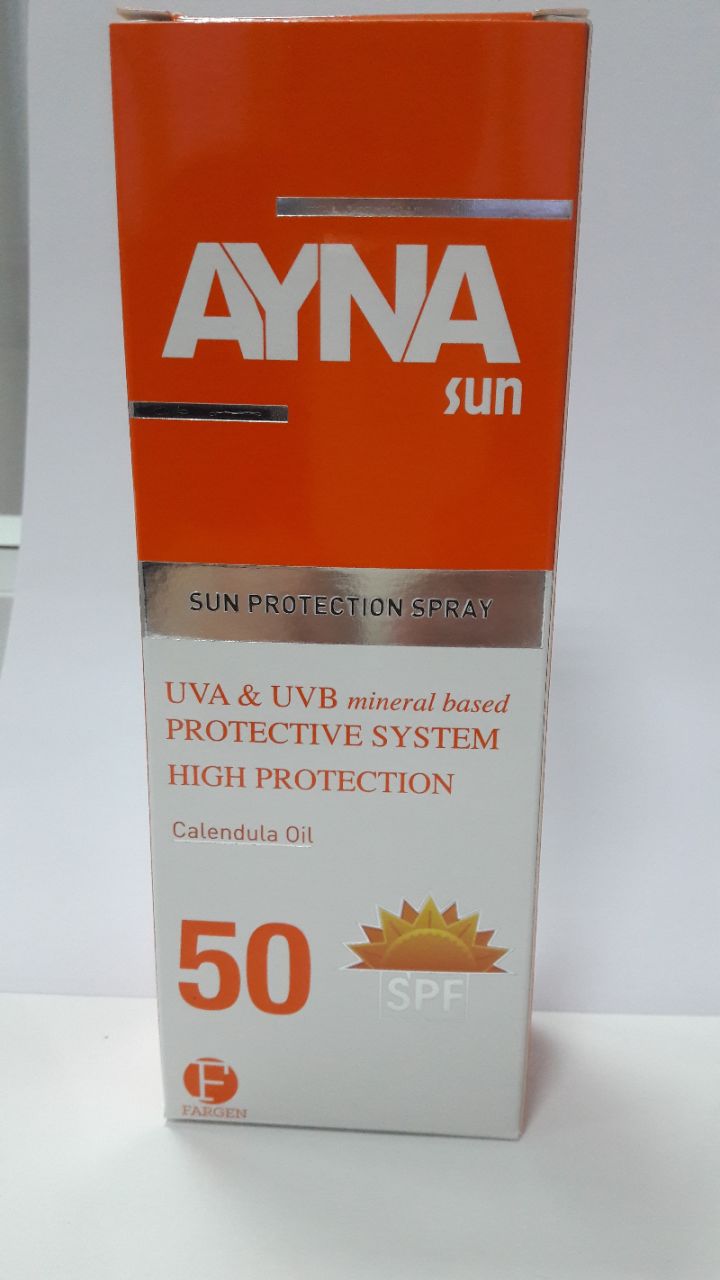 AYNA
sun
SUN PROTECTION SPRAY
UVA & UVB mineral based
PROTECTIVE SYSTEM
HIGH PROTECTION
Calendula Oil
50
SPF
F
FARGEN